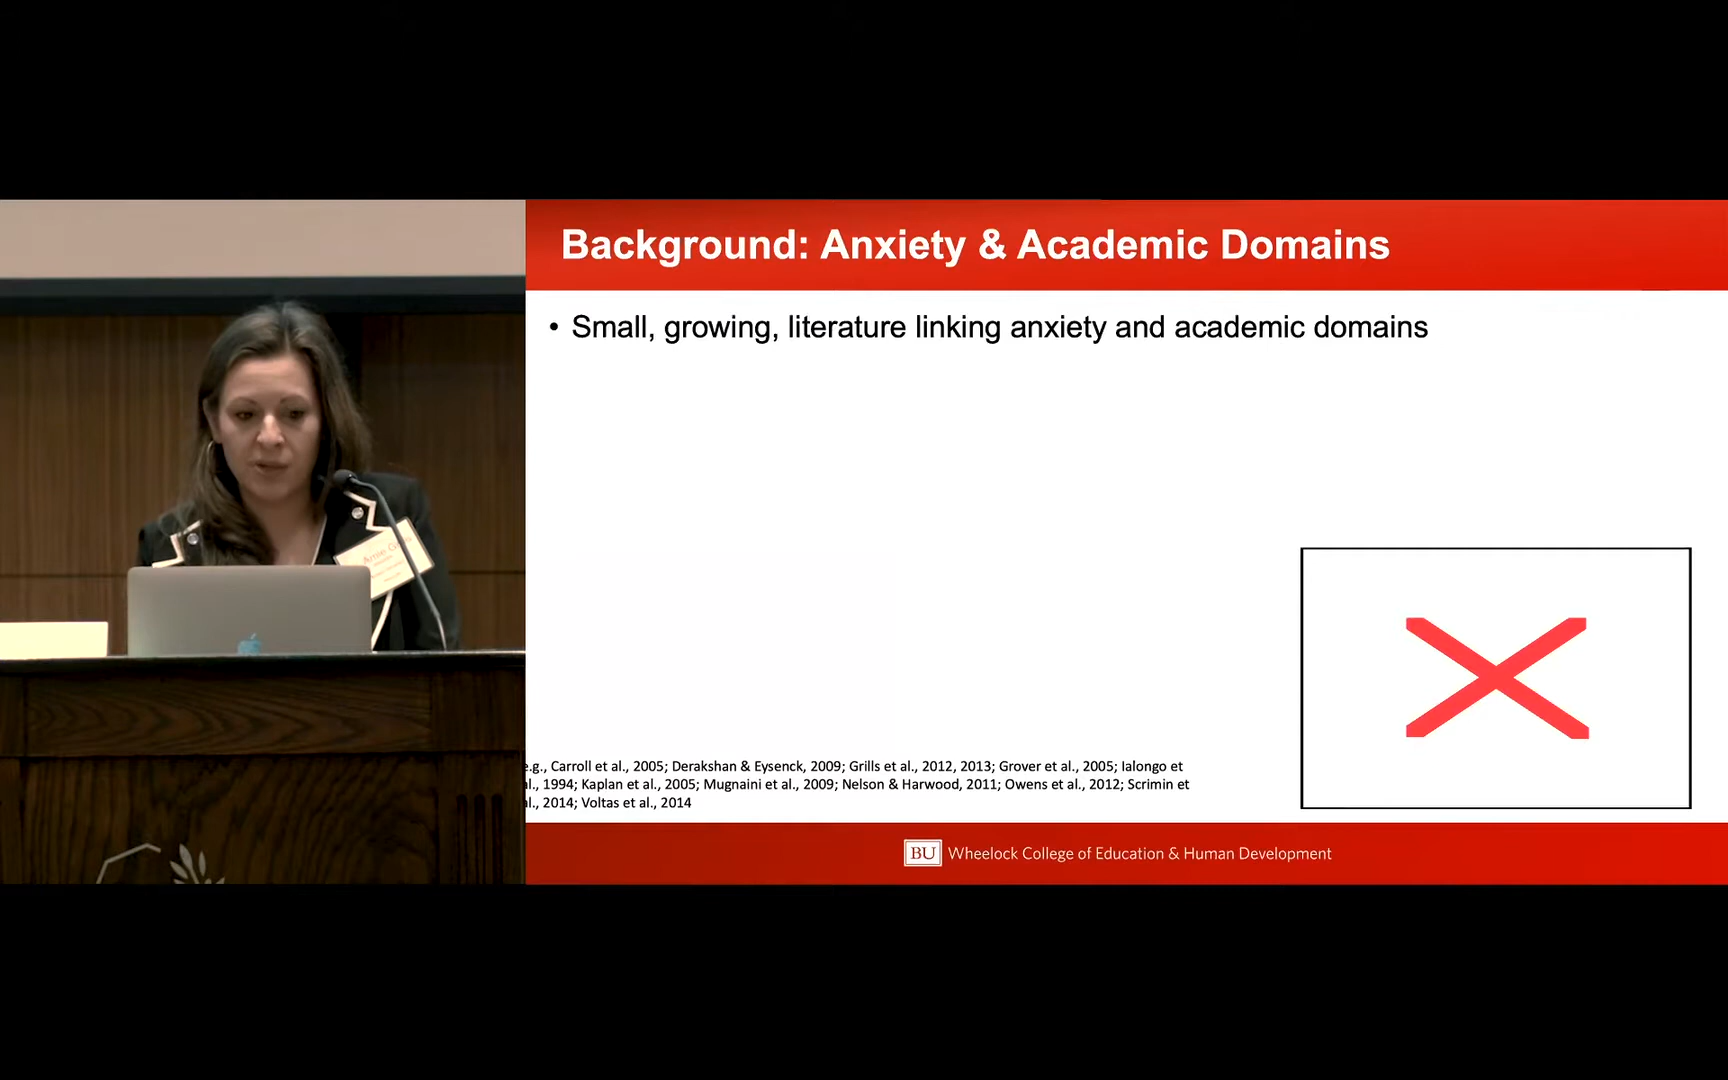 Background: Anxiety & Academic Domains
• Small, growing, literature linking anxiety and academic domains
e.g., Carroll et al., 2005; Derakshan & Eysenck, 2009; Grills et al., 2012, 2013; Grover et al., 2005; Ialongo et
al., 1994; Kaplan et al., 2005; Mugnaini et al., 2009; Nelson & Harwood, 2011; Owens et al., 2012; Scrimin et
al., 2014; Voltas et al., 2014
BU Wheelock College of Education & Human Development
Amie